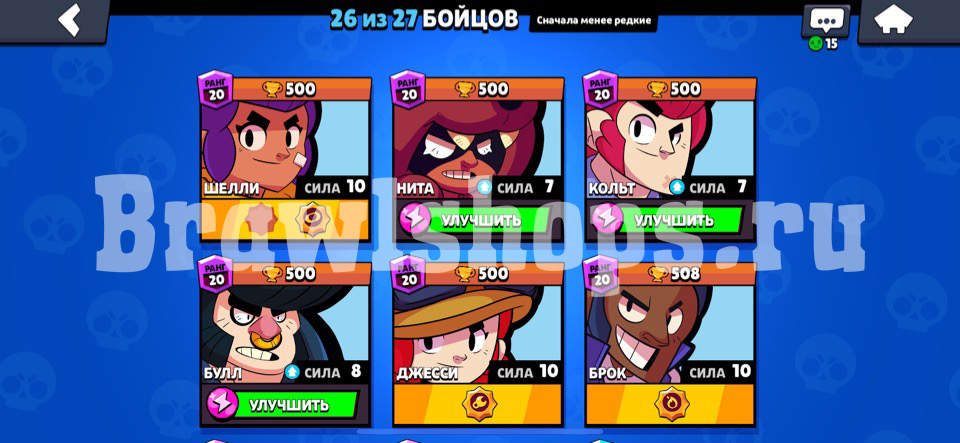 26 из 27 БОЙЦОВ
Сначала менее редкие
15
РАНГ
20
500
ШЕЛЛИ
СИЛА 10
РАНГ
20
500
НИТА
СИЛА 7
УЛУЧШИТЬ
РАНГ
20
500
КОЛЬТ
СИЛА 7
УЛУЧШИТЬ
Brawlshops.ru
РАНГ
20
500
БУЛЛ
СИЛА 8
УЛУЧШИТЬ
РАНГ
20
500
ДЖЕССИ
СИЛА 10
РАНГ
20
508
БРОК
СИЛА 10